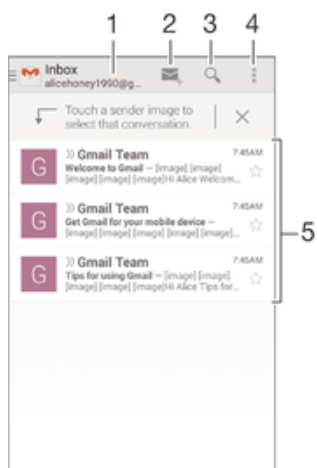 1
2
3
4
Inbox
alicehoney1990@g...
Touch a sender image to
select that conversation.
G
» Gmail Team
7:45AM
Welcome to Gmail – [image] [image]
[image] [image] [image]Hi Alice Welcom...
G
» Gmail Team
7:45AM
Get Gmail for your mobile device –
[image] [image] [image] [image] [image]...
G
» Gmail Team
7:45AM
Tips for using Gmail – [image] [image]
[image] [image] [image]Hi Alice Tips for...
5